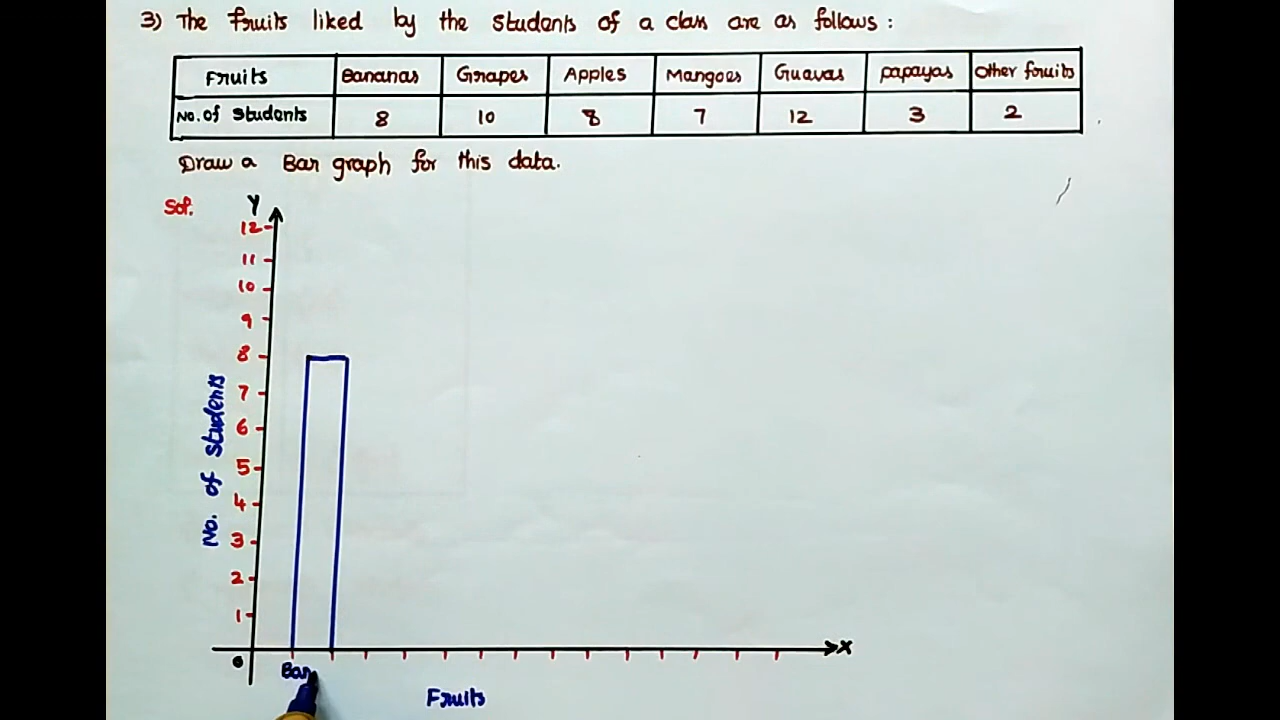 3) The fruits liked by the students of a class are as follows :
Fruits Bananas Grapes Apples Mangoes Guavas papayas Other fruits
No. of Students 8 10 8 7 12 3 2
Draw a Bar graph for this data.
Sol. Y
12
11
10
9
8
7
6
5
4
3
2
1
0
No. of students
X
Ban
Fruits